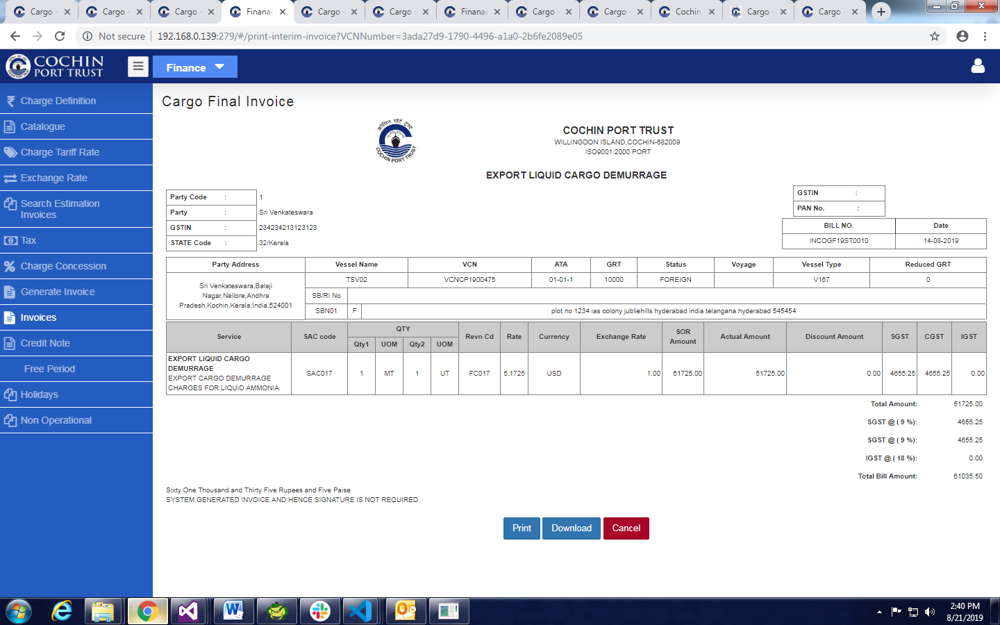 Cargo - Cargo - Cargo - Finanac Cargo - Cargo - Finanac Cargo - Cargo - Cochin Cargo - Cargo -
Not secure 192.168.0.139:279/#/print-interim-invoice?VCNNumber=3ada27d9-1790-4496-a1a0-2b6fe2089e05
COCHIN
PORT TRUST
Finance
Charge Definition
Catalogue
Charge Tariff Rate
Exchange Rate
Search Estimation
Invoices
Tax
Charge Concession
Generate Invoice
Invoices
Credit Note
Free Period
Holidays
Non Operational
Cargo Final Invoice
कोचिन पोर्ट ट्रस्ट
COCHIN PORT TRUST
COCHIN PORT TRUST
WILLINGDON ISLAND,COCHIN-682009
ISO9001:2000 PORT
EXPORT LIQUID CARGO DEMURRAGE
Party Code : 1
Party : Sri Venkateswara
GSTIN : 234234213123123
STATE Code : 32/Kerala
GSTIN :
PAN No. :
BILL NO. Date
INCOGF19ST0010 14-08-2019
Party Address Vessel Name VCN ATA GRT Status Voyage Vessel Type Reduced GRT
TSV02 VCNCP1900475 01-01-1 10000 FOREIGN V167 0
Sri Venkateswara,Balaji
Nagar,Nellore,Andhra
Pradesh,Kochin,Kerala,India,524001
SB/RI No
SBN01 F plot no 1234 ias colony jubliehills hyderabad india telangana hyderabad 545454
Service SAC code QTY Revn Cd Rate Currency Exchange Rate SOR Amount Actual Amount Discount Amount SGST CGST IGST
Qty1 UOM Qty2 UOM
EXPORT LIQUID CARGO
DEMURRAGE
EXPORT CARGO DEMURRAGE
CHARGES FOR LIQUID AMMONIA
SAC017 1 MT 1 UT FC017 5.1725 USD 1.00 51725.00 51725.00 0.00 4655.25 4655.25 0.00
Total Amount: 51725.00
SGST @ ( 9 %): 4655.25
SGST @ ( 9 %): 4655.25
IGST @ ( 18 %): 0.00
Total Bill Amount: 61035.50
Sixty One Thousand and Thirty Five Rupees and Five Paise
SYSTEM GENERATED INVOICE AND HENCE SIGNATURE IS NOT REQUIRED.
Print Download Cancel
2:40 PM
8/21/2019